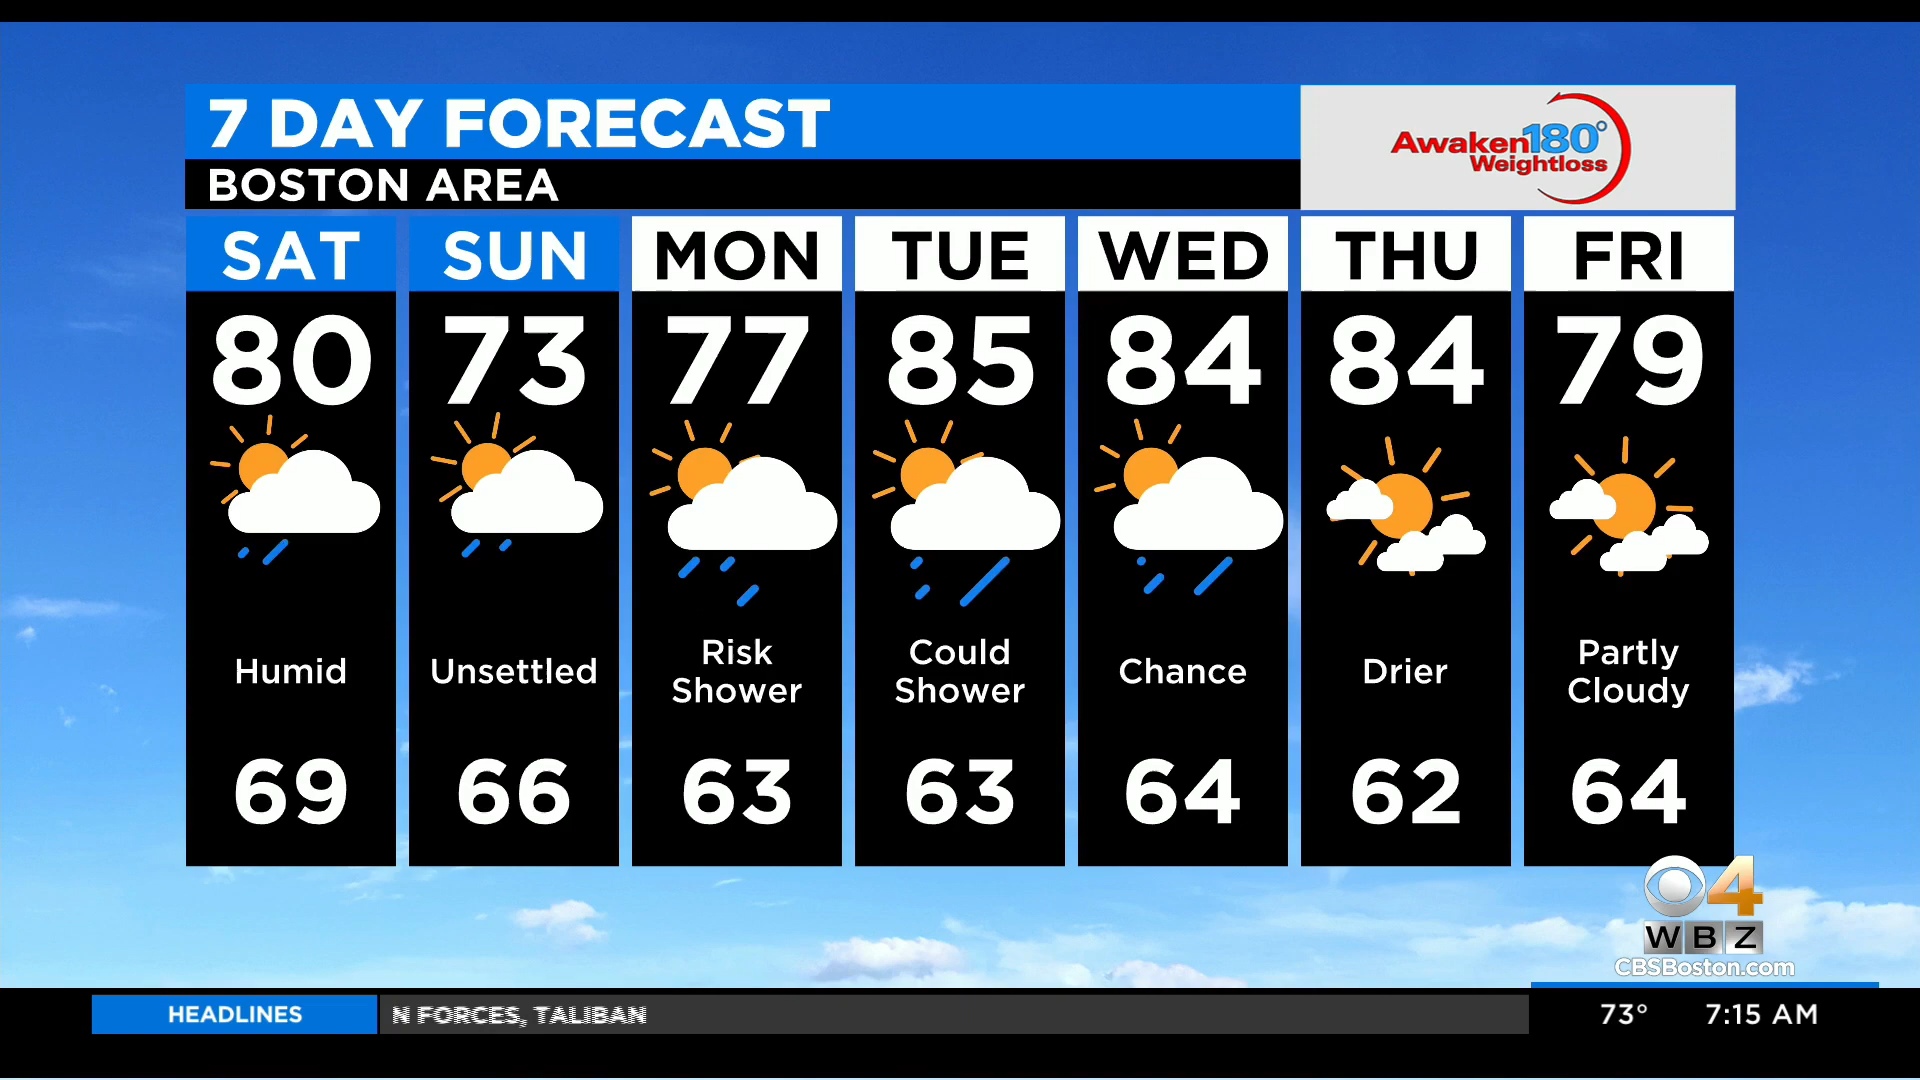 7 DAY FORECAST
BOSTON AREA
Awaken180°
Weightloss
SAT SUN MON TUE WED THU FRI
80 73 77 85 84 84 79
Humid
Unsettled
Risk
Shower
Could
Shower
Chance
Drier
Partly
Cloudy
69 66 63 63 64 62 64
4
WBZ
CBSBoston.com
HEADLINES
N FORCES, TALIBAN
73° 7:15 AM